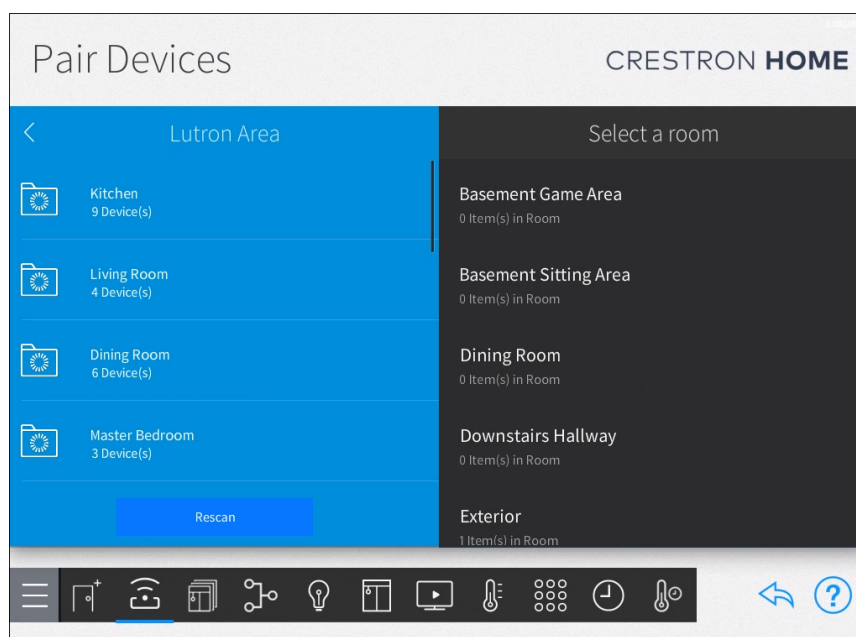 Pair Devices
CRESTRON HOME
Lutron Area
Kitchen
9 Device(s)
Living Room
4 Device(s)
Dining Room
6 Device(s)
Master Bedroom
3 Device(s)
Rescan
Select a room
Basement Game Area
0 Item(s) in Room
Basement Sitting Area
0 Item(s) in Room
Dining Room
0 Item(s) in Room
Downstairs Hallway
0 Item(s) in Room
Exterior
1 Item(s) in Room
?